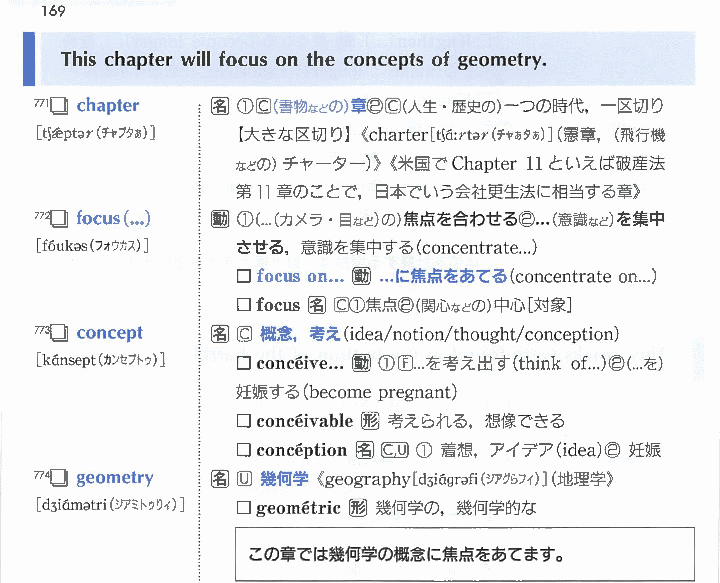 169
This chapter will focus on the concepts of geometry.
771 chapter
[tʃǽptər(チャプタぁ)]
名 ①Ⓒ(書物などの)章②Ⓒ(人生・歴史の)一つの時代，一区切り
【大きな区切り】《charter[tʃɑ́ːrtər(チャぁタぁ)](憲章，(飛行機
などの) チャーター)》《米国で Chapter 11 といえば破産法
第 11 章のことで，日本でいう会社更生法に相当する章》
772 focus(...)
[fóukəs(フォウカス)]
動 ①(...(カメラ・目など)の)焦点を合わせる②...(意識など)を集中
させる，意識を集中する(concentrate...)
□ focus on... 動 ...に焦点をあてる(concentrate on...)
□ focus 名 Ⓒ①焦点②(関心などの)中心[対象]
773 concept
[kɑ́nsept(カンセプトゥ)]
名 Ⓒ 概念，考え(idea/notion/thought/conception)
□ concéive... 動 ①Ⓕ...を考え出す(think of...)②(...を)
妊娠する(become pregnant)
□ concéivable 形 考えられる，想像できる
□ concéption 名 C,U ① 着想，アイデア(idea)② 妊娠
774 geometry
[dʒiɑ́mətri(ジアミトゥリィ)]
名 Ⓤ 幾何学《geography[dʒiɑ́grəfi(ジアグらフィ)](地理学》
□ geométric 形 幾何学の，幾何学的な
この章では幾何学の概念に焦点をあてます。